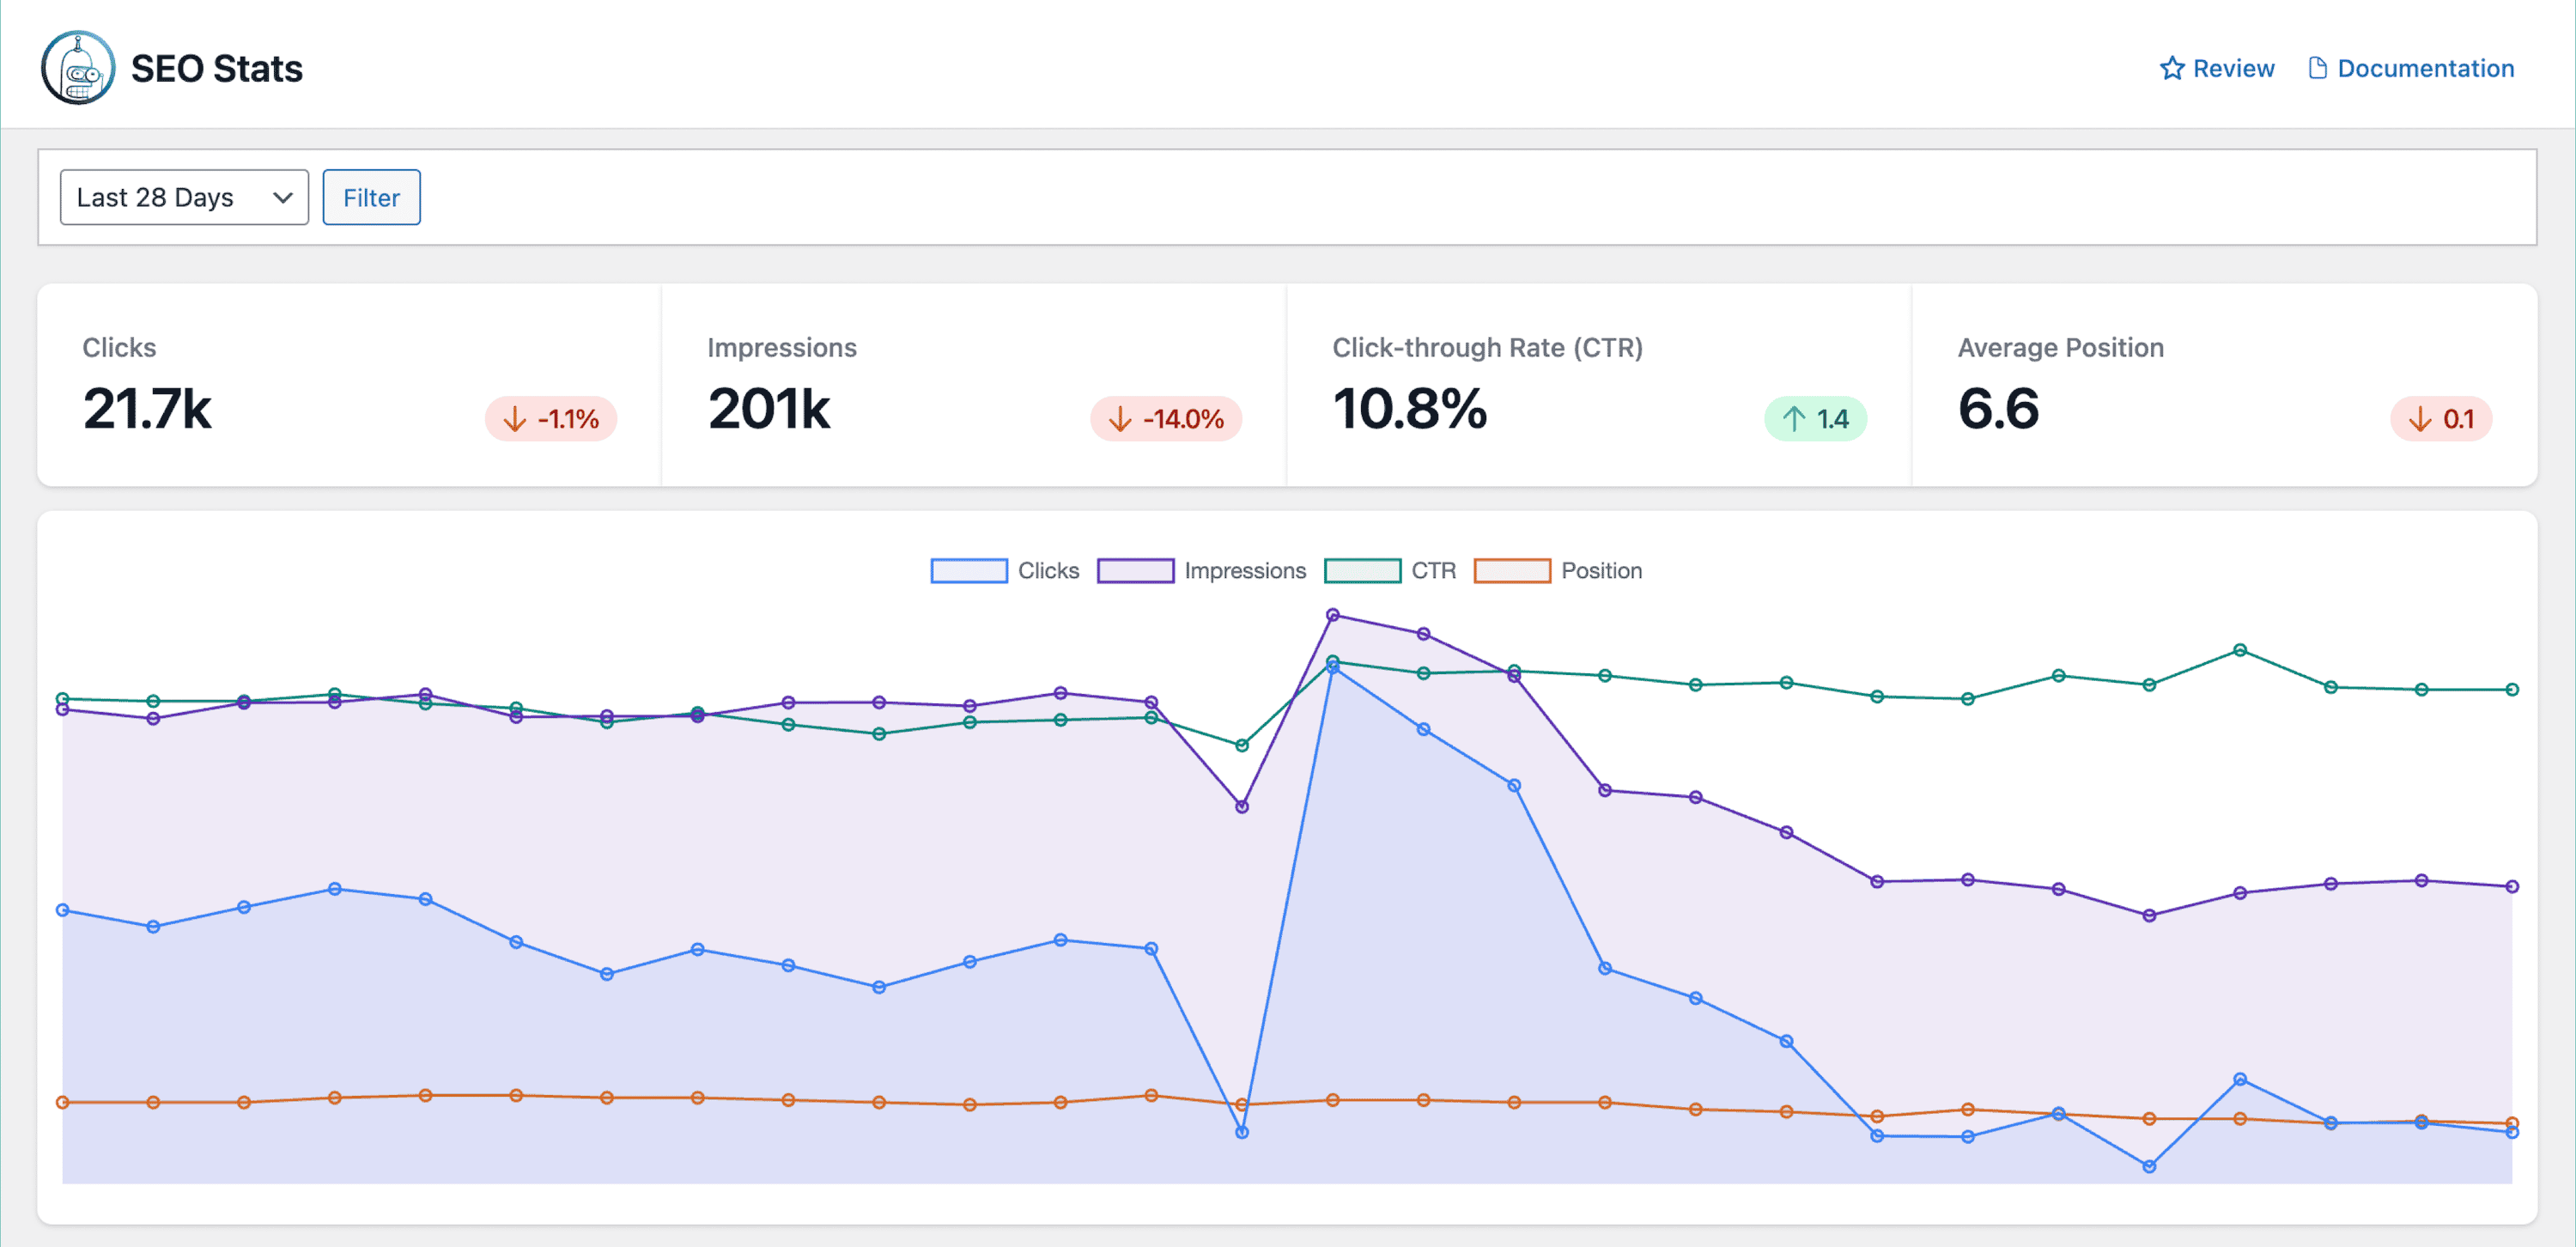 SEO Stats
Review
Documentation
Last 28 Days
Filter
Clicks
21.7k
-1.1%
Impressions
201k
-14.0%
Click-through Rate (CTR)
10.8%
1.4
Average Position
6.6
0.1
Clicks
Impressions
CTR
Position